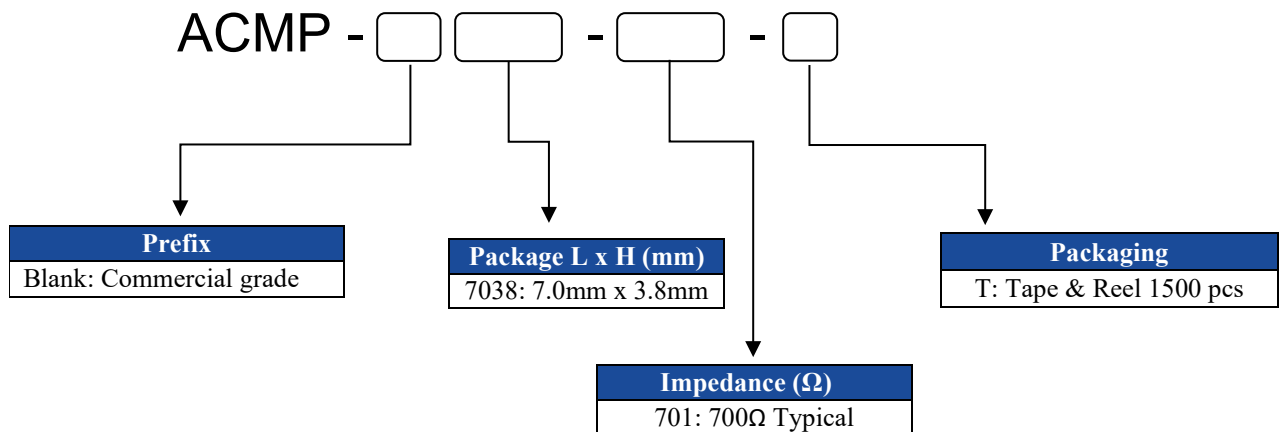 ACMP - - -
Prefix
Blank: Commercial grade
Package L x H (mm)
7038: 7.0mm x 3.8mm
Packaging
T: Tape & Reel 1500 pcs
Impedance (Ω)
701: 700Ω Typical